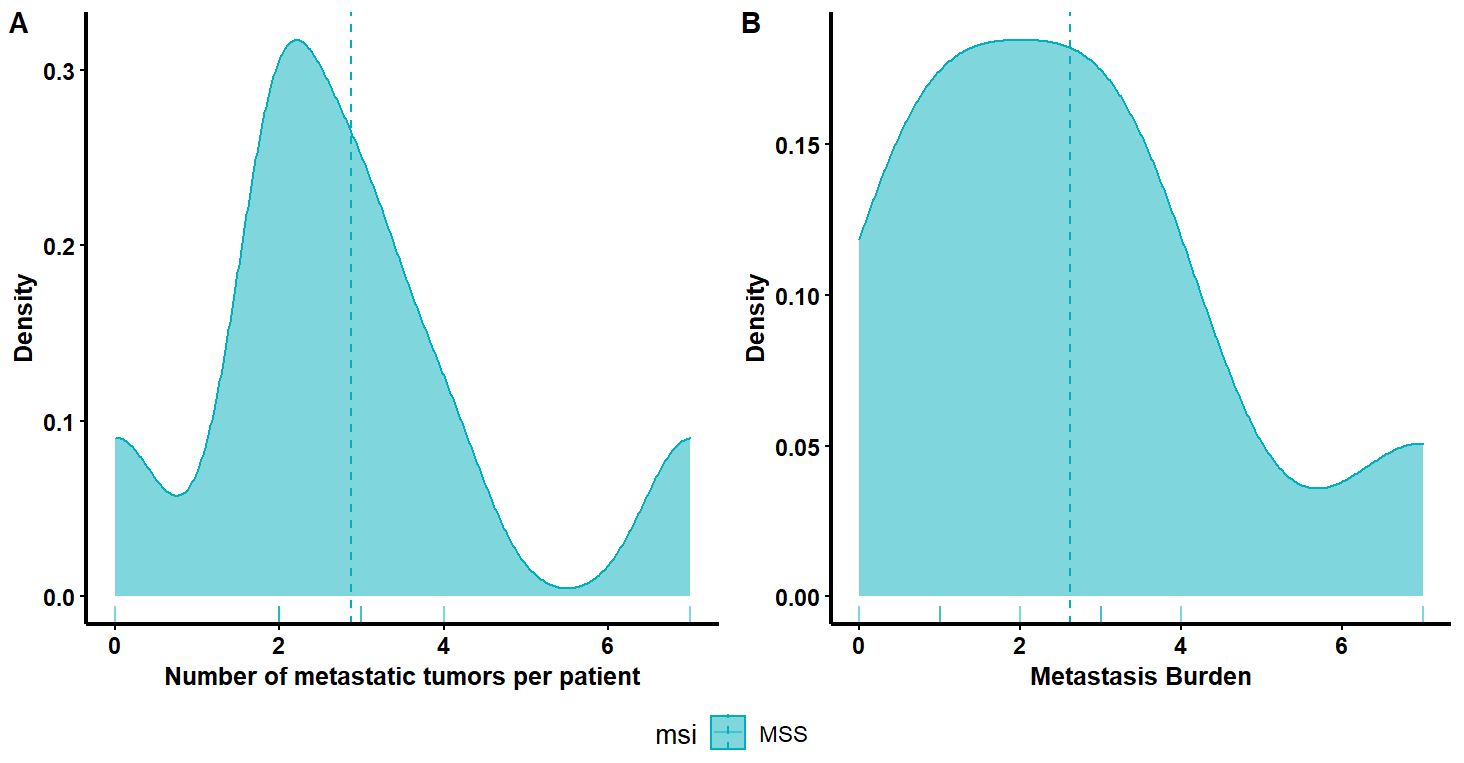 A
Density
0.3
0.2
0.1
0.0
0
2
4
6
Number of metastatic tumors per patient
B
Density
0.15
0.10
0.05
0.00
0
2
4
6
Metastasis Burden
msi
MSS